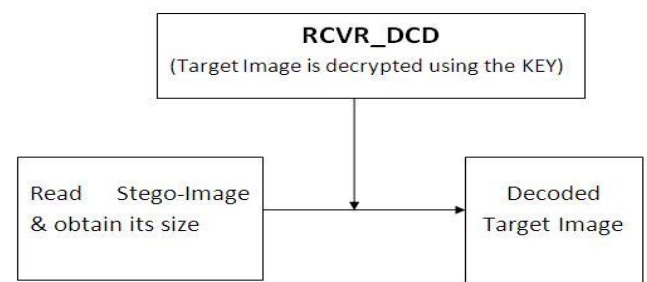 RCVR_DCD
(Target Image is decrypted using the KEY)
Read Stego-Image
& obtain its size
Decoded
Target Image